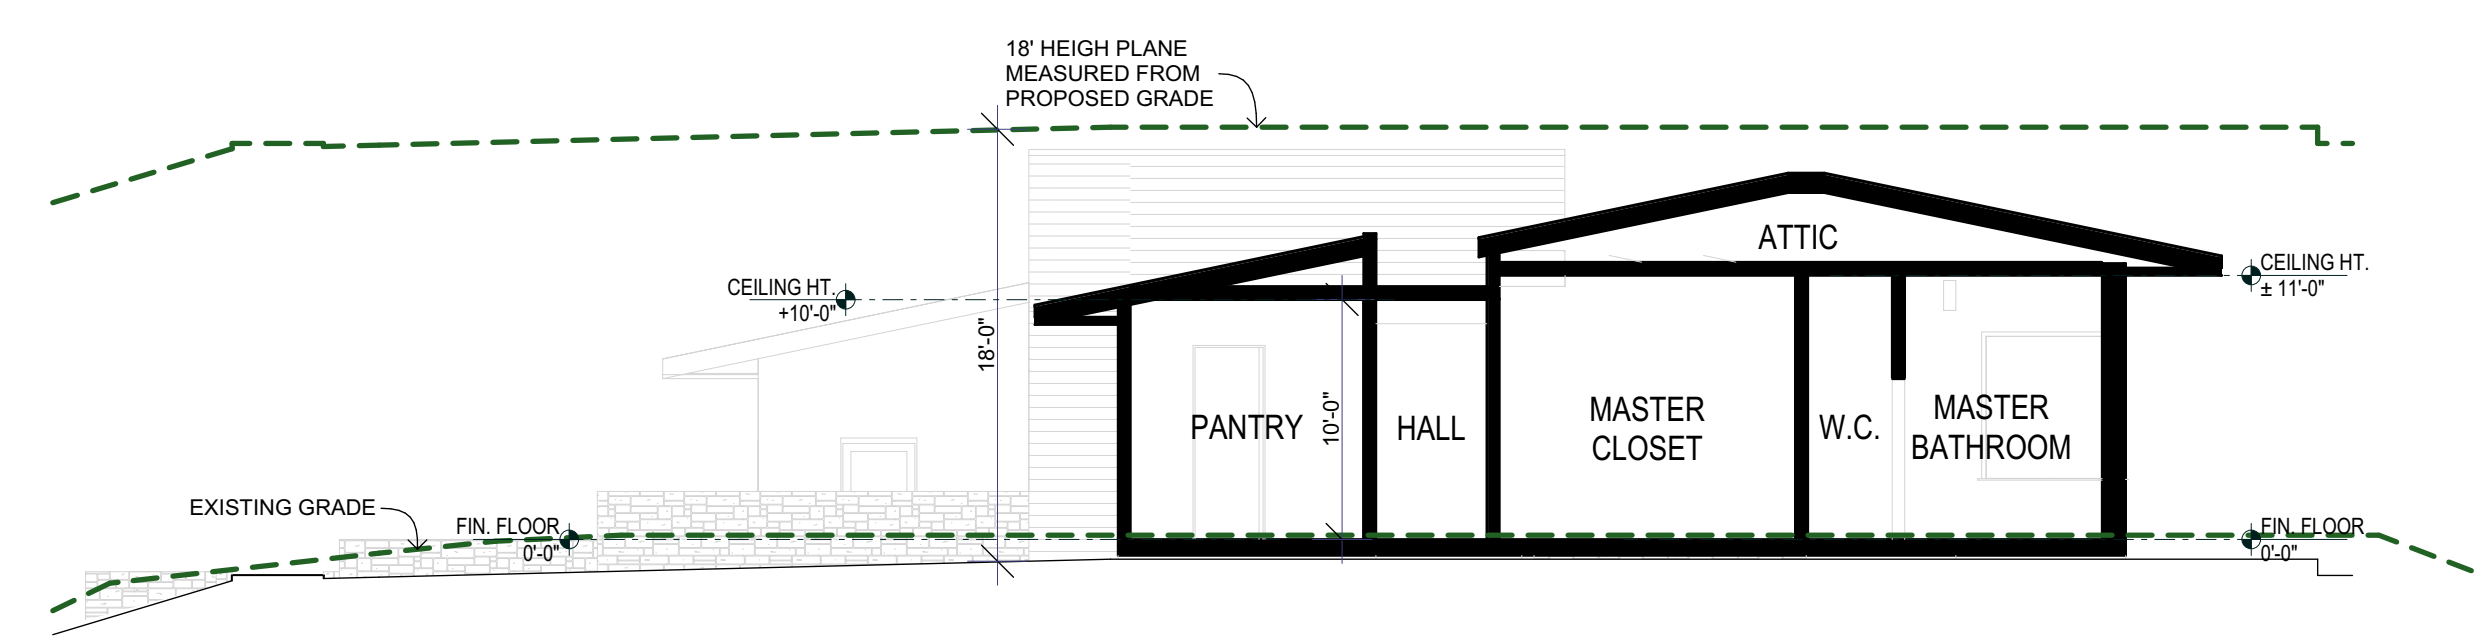 18' HEIGH PLANE
MEASURED FROM
PROPOSED GRADE
ATTIC
CEILING HT.
± 11'-0"
CEILING HT.
+10'-0"
18'-0"
10'-0"
PANTRY
HALL
MASTER
CLOSET
W.C.
MASTER
BATHROOM
EXISTING GRADE
FIN. FLOOR
0'-0"
FIN. FLOOR
0'-0"